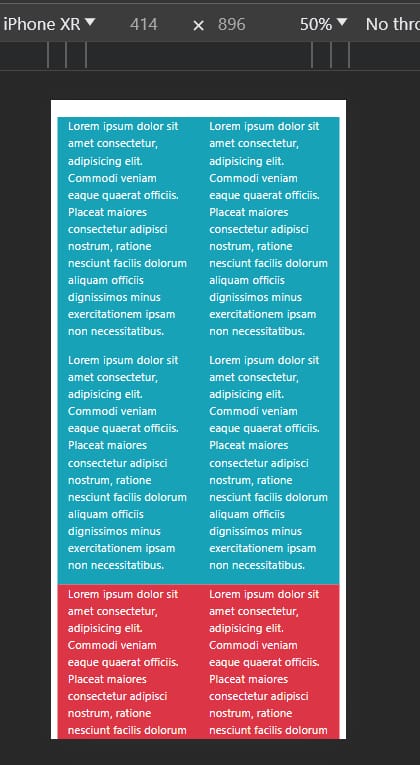 iPhone XR 414 × 896 50% No thro
Lorem ipsum dolor sit
amet consectetur,
adipisicing elit.
Commodi veniam
eaque quaerat officiis.
Placeat maiores
consectetur adipisci
nostrum, ratione
nesciunt facilis dolorum
aliquam officiis
dignissimos minus
exercitationem ipsam
non necessitatibus.
Lorem ipsum dolor sit
amet consectetur,
adipisicing elit.
Commodi veniam
eaque quaerat officiis.
Placeat maiores
consectetur adipisci
nostrum, ratione
nesciunt facilis dolorum
aliquam officiis
dignissimos minus
exercitationem ipsam
non necessitatibus.
Lorem ipsum dolor sit
amet consectetur,
adipisicing elit.
Commodi veniam
eaque quaerat officiis.
Placeat maiores
consectetur adipisci
nostrum, ratione
nesciunt facilis dolorum
aliquam officiis
dignissimos minus
exercitationem ipsam
non necessitatibus.
Lorem ipsum dolor sit
amet consectetur,
adipisicing elit.
Commodi veniam
eaque quaerat officiis.
Placeat maiores
consectetur adipisci
nostrum, ratione
nesciunt facilis dolorum
aliquam officiis
dignissimos minus
exercitationem ipsam
non necessitatibus.
Lorem ipsum dolor sit
amet consectetur,
adipisicing elit.
Commodi veniam
eaque quaerat officiis.
Placeat maiores
consectetur adipisci
nostrum, ratione
nesciunt facilis dolorum
Lorem ipsum dolor sit
amet consectetur,
adipisicing elit.
Commodi veniam
eaque quaerat officiis.
Placeat maiores
consectetur adipisci
nostrum, ratione
nesciunt facilis dolorum